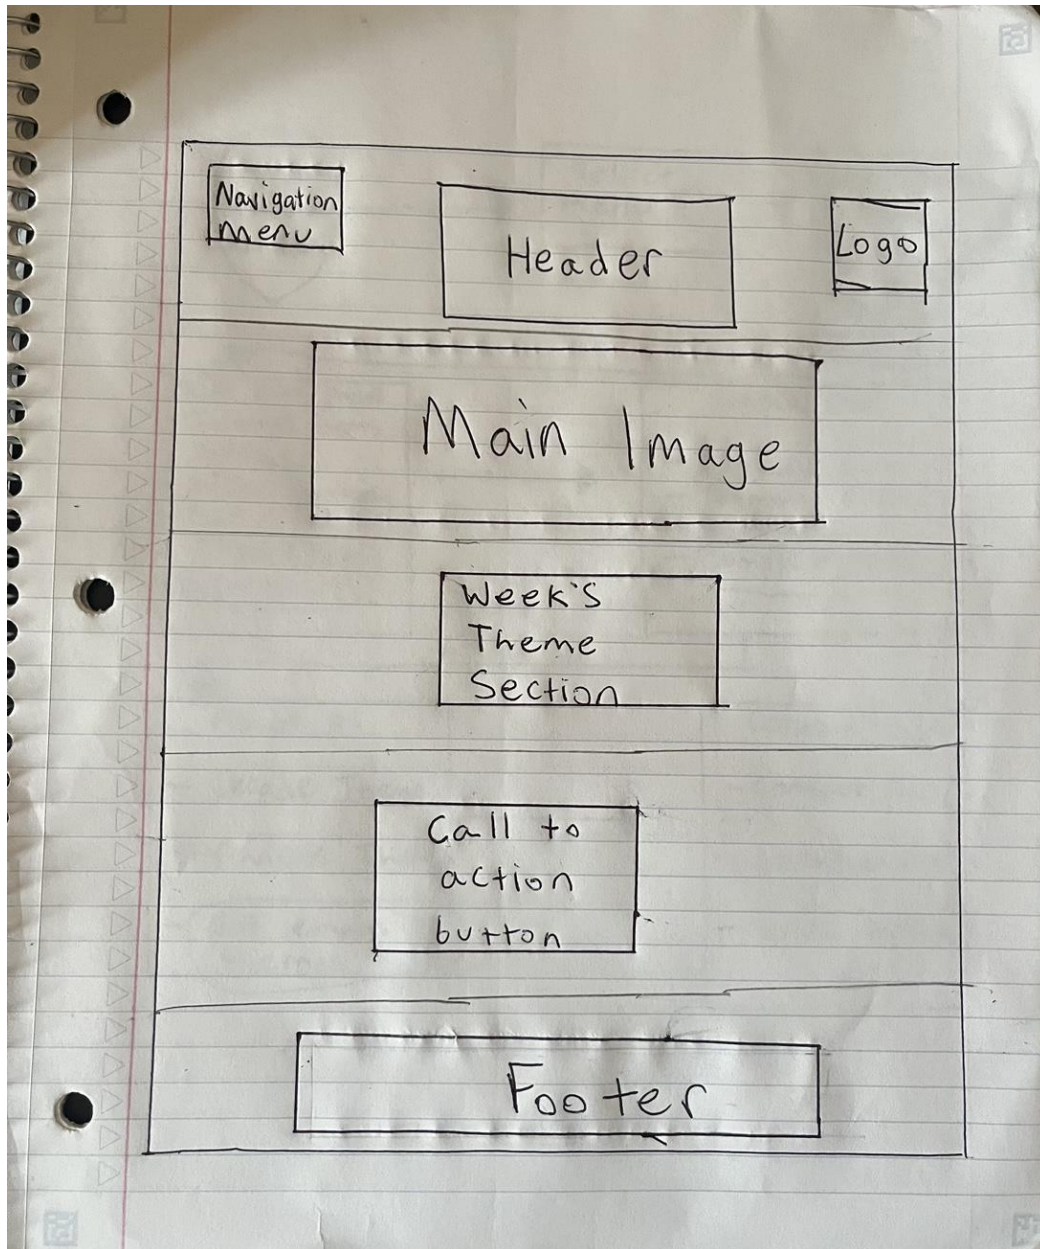 Navigation
menu
Header
Logo
Main Image
Week's
Theme
Section
Call to
action
button
Footer